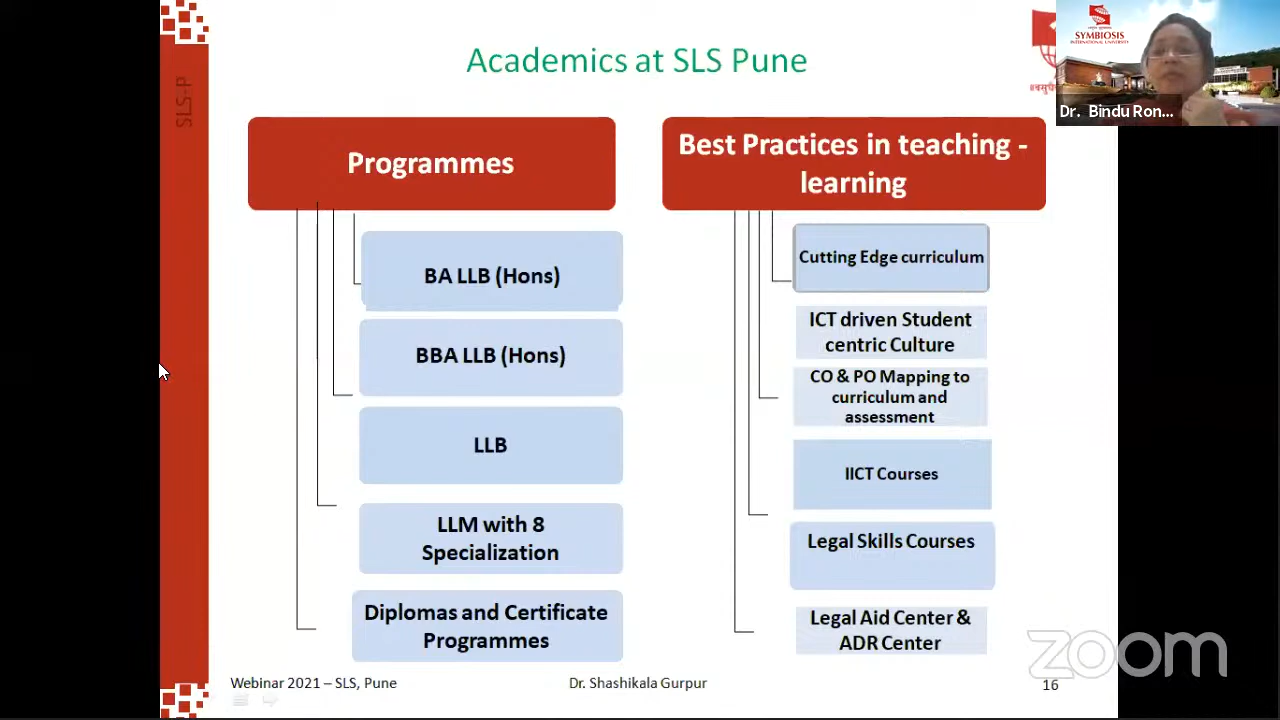 SLS-P
Academics at SLS Pune
SYMBIOSIS
INTERNATIONAL UNIVERSITY
Dr. Bindu Ron...
Programmes
BA LLB (Hons)
BBA LLB (Hons)
LLB
LLM with 8
Specialization
Diplomas and Certificate
Programmes
Best Practices in teaching -
learning
Cutting Edge curriculum
ICT driven Student
centric Culture
CO & PO Mapping to
curriculum and
assessment
IICT Courses
Legal Skills Courses
Legal Aid Center &
ADR Center
Webinar 2021 – SLS, Pune
Dr. Shashikala Gurpur
16
zoom